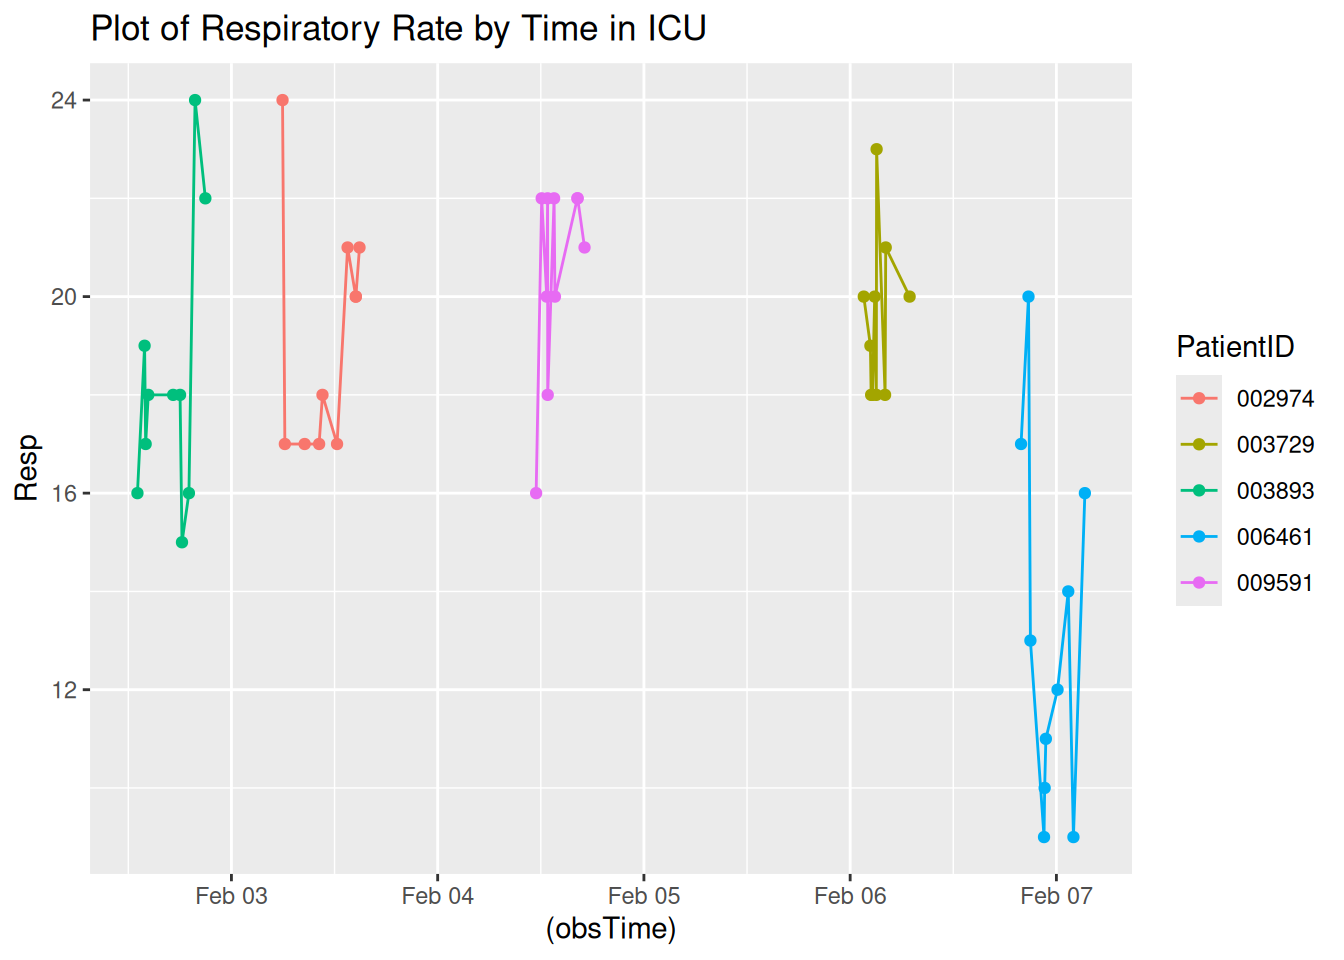 Plot of Respiratory Rate by Time in ICU
24
20
16
12
Resp
Feb 03
Feb 04
Feb 05
Feb 06
Feb 07
(obsTime)
PatientID
002974
003729
003893
006461
009591